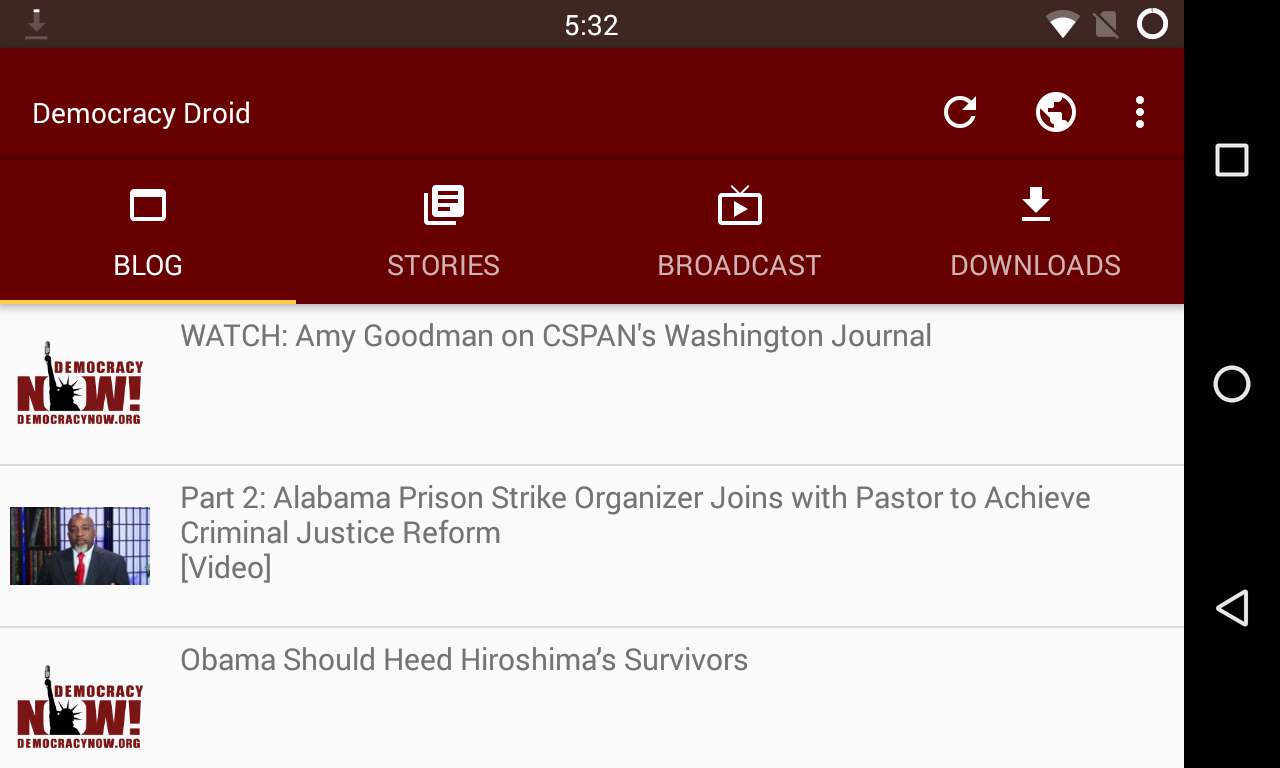 5:32
Democracy Droid
BLOG
STORIES
BROADCAST
DOWNLOADS
WATCH: Amy Goodman on CSPAN's Washington Journal
DEMOCRACY
NOW!
DEMOCRACYNOW.ORG
Part 2: Alabama Prison Strike Organizer Joins with Pastor to Achieve
Criminal Justice Reform
[Video]
Obama Should Heed Hiroshima’s Survivors
DEMOCRACY
NOW!
DEMOCRACYNOW.ORG